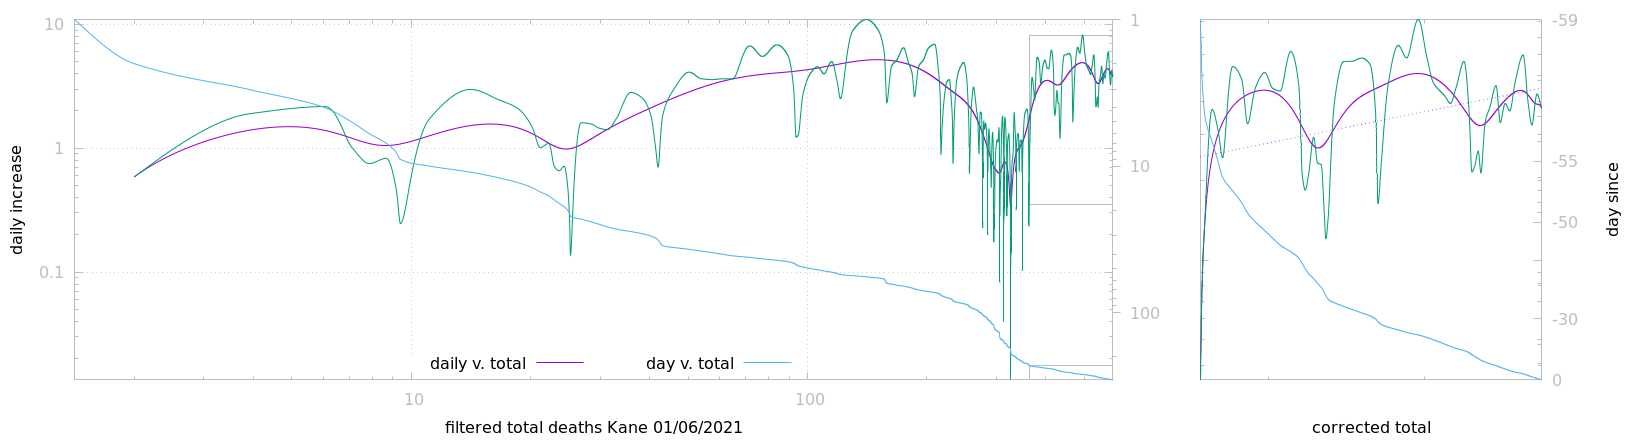 10
1
0.1
daily increase
10
100
1
10
100
daily v. total
day v. total
filtered total deaths Kane 01/06/2021
-59
-55
-50
-30
0
day since
corrected total